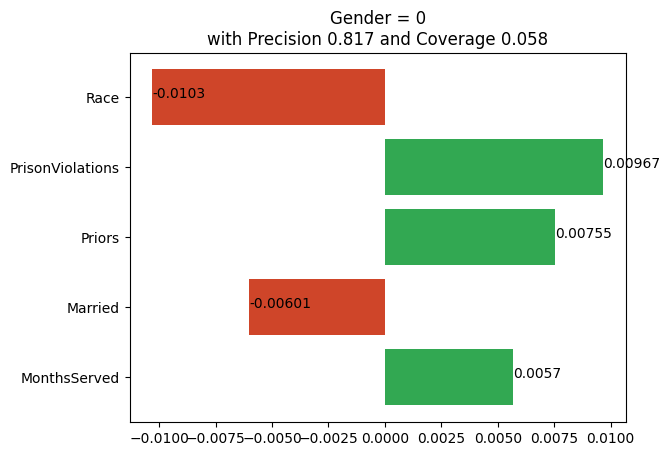 Gender = 0
with Precision 0.817 and Coverage 0.058
Race
-0.0103
PrisonViolations
0.00967
Priors
0.00755
Married
-0.00601
MonthsServed
0.0057
−0.0100 −0.0075 −0.0050 −0.0025 0.0000 0.0025 0.0050 0.0075 0.0100